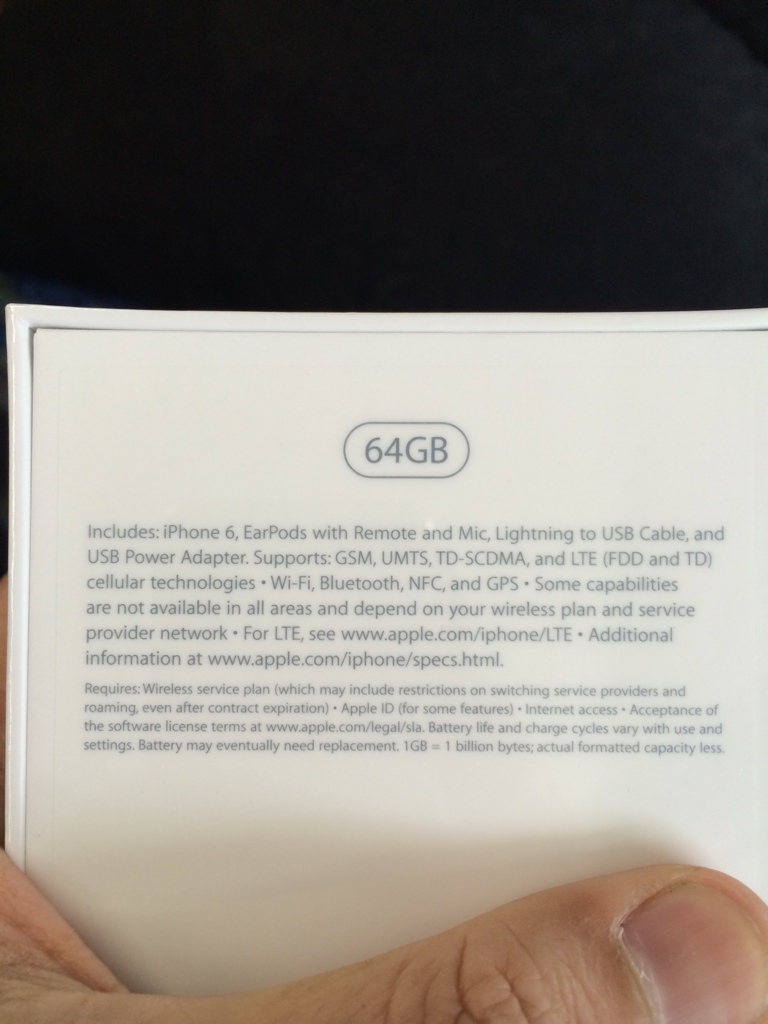 64GB
Includes: iPhone 6, EarPods with Remote and Mic, Lightning to USB Cable, and
USB Power Adapter. Supports: GSM, UMTS, TD-SCDMA, and LTE (FDD and TD)
cellular technologies • Wi-Fi, Bluetooth, NFC, and GPS • Some capabilities
are not available in all areas and depend on your wireless plan and service
provider network • For LTE, see www.apple.com/iphone/LTE • Additional
information at www.apple.com/iphone/specs.html.
Requires: Wireless service plan (which may include restrictions on switching service providers and
roaming, even after contract expiration) • Apple ID (for some features) • Internet access • Acceptance of
the software license terms at www.apple.com/legal/sla. Battery life and charge cycles vary with use and
settings. Battery may eventually need replacement. 1GB = 1 billion bytes; actual formatted capacity less.